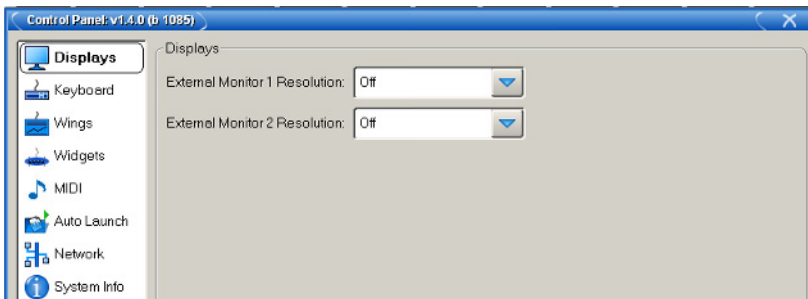 Control Panel: v1.4.0 (b 1085)
Displays
Keyboard
Wings
Widgets
MIDI
Auto Launch
Network
System Info
Displays
External Monitor 1 Resolution: Off
External Monitor 2 Resolution: Off